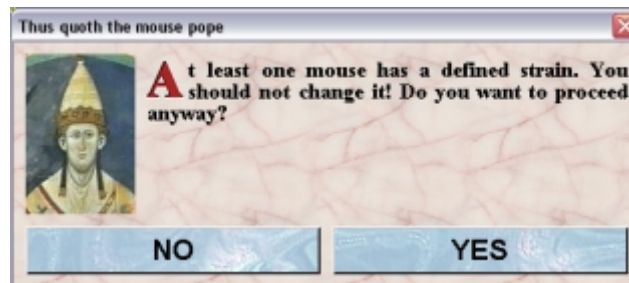 Thus quoth the mouse pope
At least one mouse has a defined strain. You
should not change it! Do you want to proceed
anyway?
NO YES